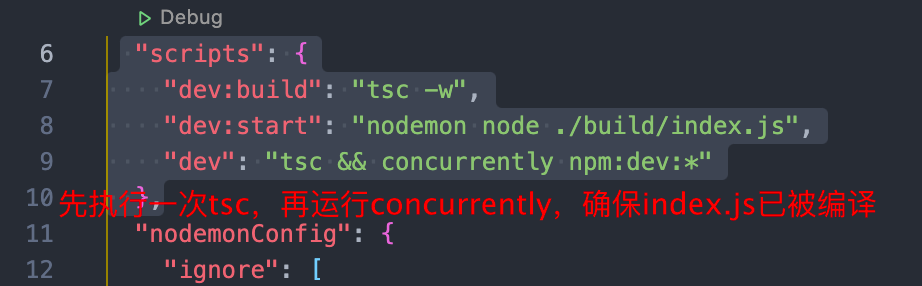 Debug
6 "scripts": {
7 "dev:build": "tsc -w",
8 "dev:start": "nodemon node ./build/index.js",
9 "dev": "tsc && concurrently npm:dev:*"
10 },
先执行一次tsc，再运行concurrently，确保index.js已被编译
11 "nodemonConfig": {
12 "ignore": [